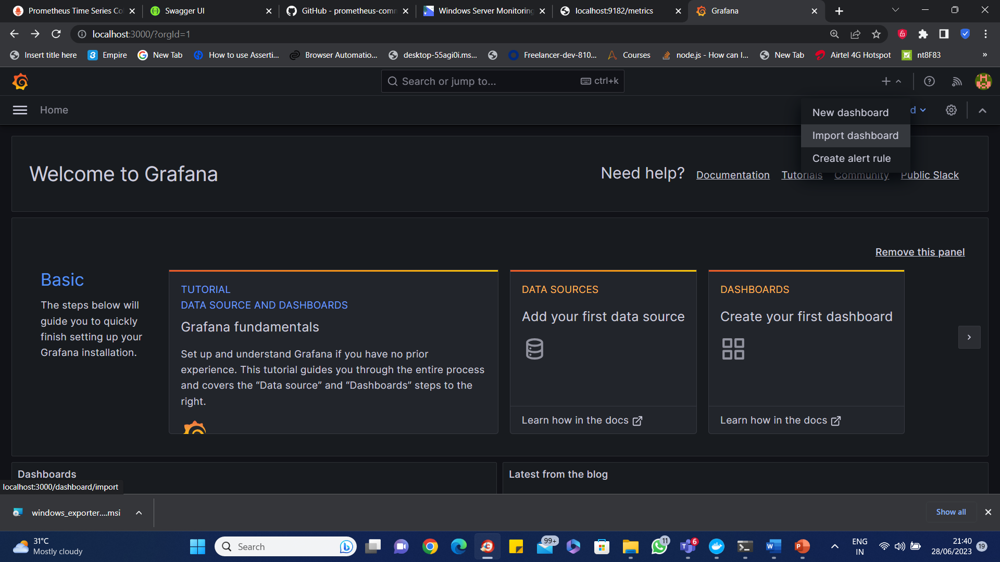 Prometheus Time Series Co
Swagger UI
GitHub - prometheus-comm
Windows Server Monitoring
localhost:9182/metrics
Grafana
localhost:3000/?orgId=1
Insert title here
Empire
New Tab
How to use Asserti...
Browser Automatio...
desktop-55agi0i.ms...
Freelancer-dev-810...
Courses
node.js - How can I...
New Tab
Airtel 4G Hotspot
nt8F83
»
Search or jump to...
ctrl+k
Home
New dashboard
d
Import dashboard
Create alert rule
Welcome to Grafana
Need help?
Documentation
Tutorials
Community
Public Slack
Remove this panel
Basic
The steps below will
guide you to quickly
finish setting up your
Grafana installation.
TUTORIAL
DATA SOURCE AND DASHBOARDS
Grafana fundamentals
Set up and understand Grafana if you have no prior
experience. This tutorial guides you through the entire process
and covers the “Data source” and “Dashboards” steps to the
right.
DATA SOURCES
Add your first data source
Learn how in the docs
DASHBOARDS
Create your first dashboard
Learn how in the docs
Dashboards
Latest from the blog
localhost:3000/dashboard/import
windows_exporter....msi
Show all
31°C
Mostly cloudy
Search
99+
11
6
ENG
IN
21:40
28/06/2023
19